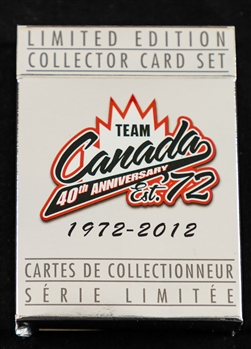 LIMITED EDITION
COLLECTOR CARD SET
TEAM
Canada
40th ANNIVERSARY
Est. 72
1972-2012
CARTES DE COLLECTIONNEUR
SÉRIE LIMITÉE